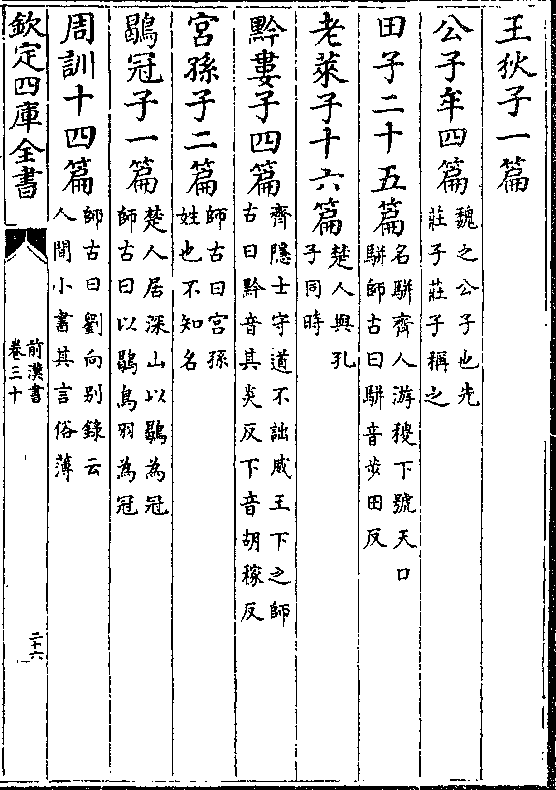 王狄子一篇
公子牟四篇魏之公子也先莊子莊子稱之
田子二十五篇名駢齊人游稷下號天口駢師古曰駢音步田反
老萊子十六篇楚人與孔子同時
黔婁子四篇齊隱士守道不詘威王下之師古曰黔音其炎反下音胡稼反
宮孫子二篇師古曰宮孫姓也不知名
鶡冠子一篇楚人居深山以鶡為冠師古曰以鶡鳥羽為冠
周訓十四篇師古曰劉向別錄云人間小書其言俗薄
欽定四庫全書
前漢書
卷三十
二十六